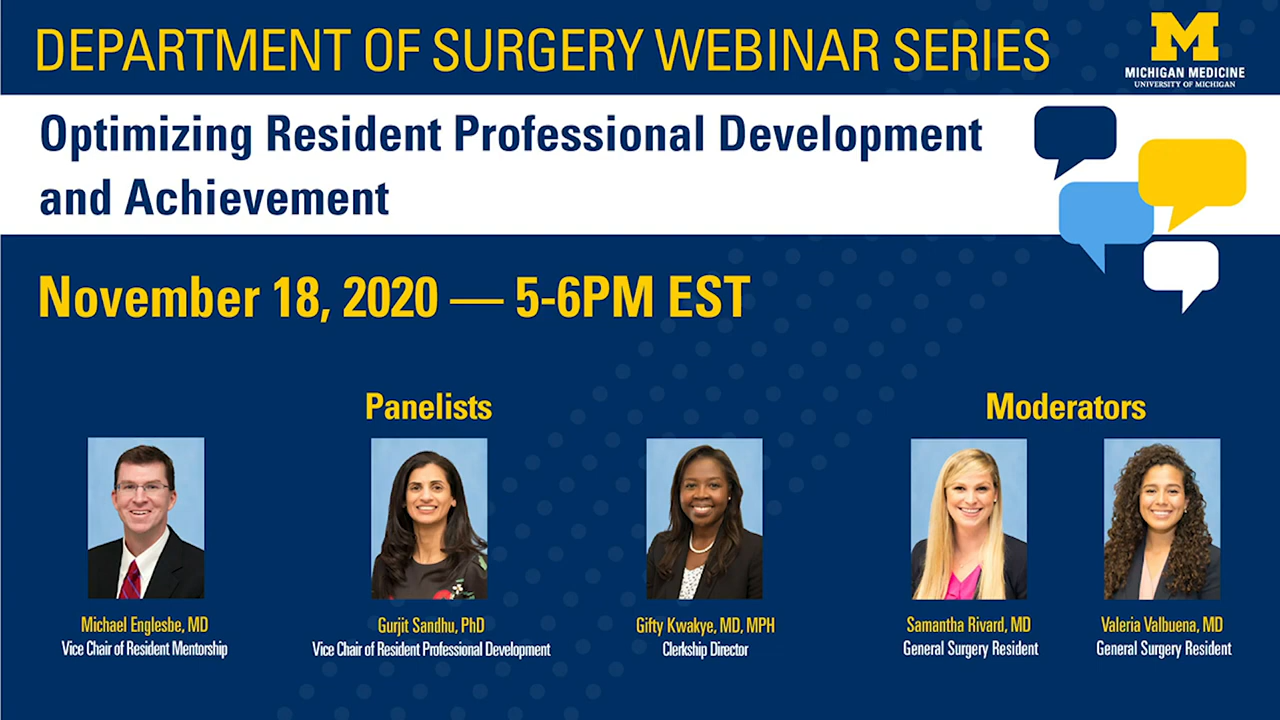 DEPARTMENT OF SURGERY WEBINAR SERIES
M
MICHIGAN MEDICINE
UNIVERSITY OF MICHIGAN
Optimizing Resident Professional Development
and Achievement
November 18, 2020 — 5-6PM EST
Panelists
Michael Englesbe, MD
Vice Chair of Resident Mentorship
Gurjit Sandhu, PhD
Vice Chair of Resident Professional Development
Gifty Kwakye, MD, MPH
Clerkship Director
Moderators
Samantha Rivard, MD
General Surgery Resident
Valeria Valbuena, MD
General Surgery Resident